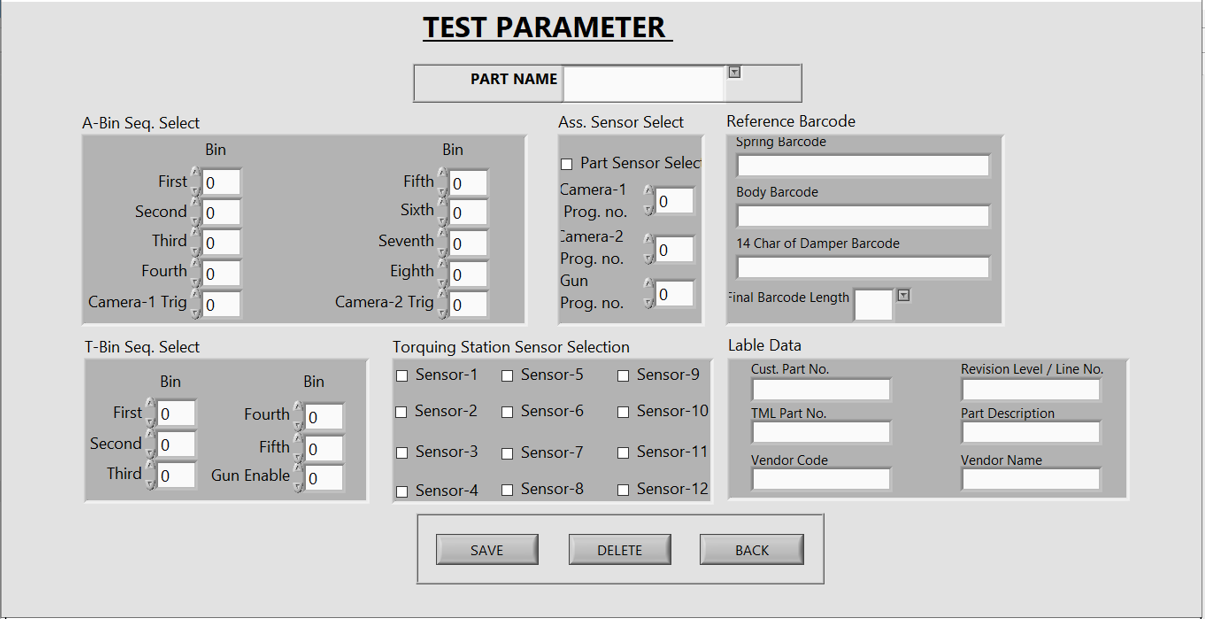 TEST PARAMETER
PART NAME
A-Bin Seq. Select
Bin
Bin
First 0
Fifth 0
Second 0
Sixth 0
Third 0
Seventh 0
Fourth 0
Eighth 0
Camera-1 Trig 0
Camera-2 Trig 0
Ass. Sensor Select
Part Sensor Selec
Camera-1
Prog. no. 0
Camera-2
Prog. no. 0
Gun
Prog. no. 0
Reference Barcode
Spring Barcode
Body Barcode
14 Char of Damper Barcode
Final Barcode Length
T-Bin Seq. Select
Bin
Bin
First 0
Fourth 0
Second 0
Fifth 0
Third 0
Gun Enable 0
Torquing Station Sensor Selection
Sensor-1 Sensor-5 Sensor-9
Sensor-2 Sensor-6 Sensor-10
Sensor-3 Sensor-7 Sensor-11
Sensor-4 Sensor-8 Sensor-12
Lable Data
Cust. Part No.
Revision Level / Line No.
TML Part No.
Part Description
Vendor Code
Vendor Name
SAVE DELETE BACK